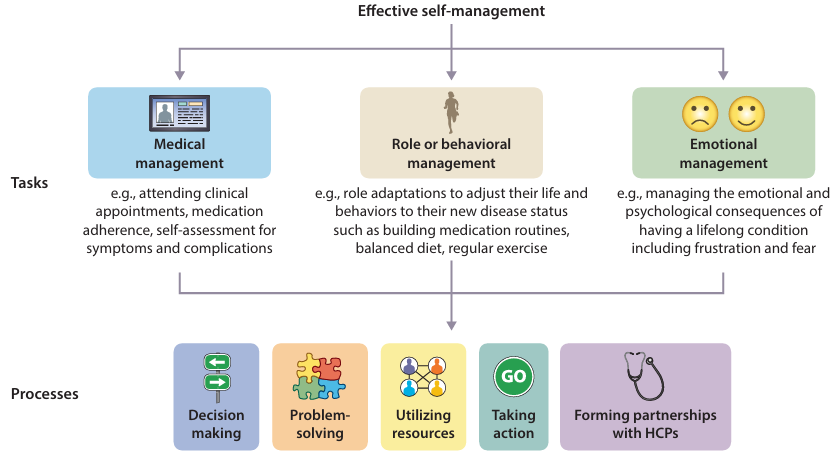 Effective self-management
Medical
management
Role or behavioral
management
Emotional
management
Tasks
e.g., attending clinical
appointments, medication
adherence, self-assessment for
symptoms and complications
e.g., role adaptations to adjust their life and
behaviors to their new disease status
such as building medication routines,
balanced diet, regular exercise
e.g., managing the emotional and
psychological consequences of
having a lifelong condition
including frustration and fear
Processes
Decision
making
Problem-
solving
Utilizing
resources
GO
Taking
action
Forming partnerships
with HCPs